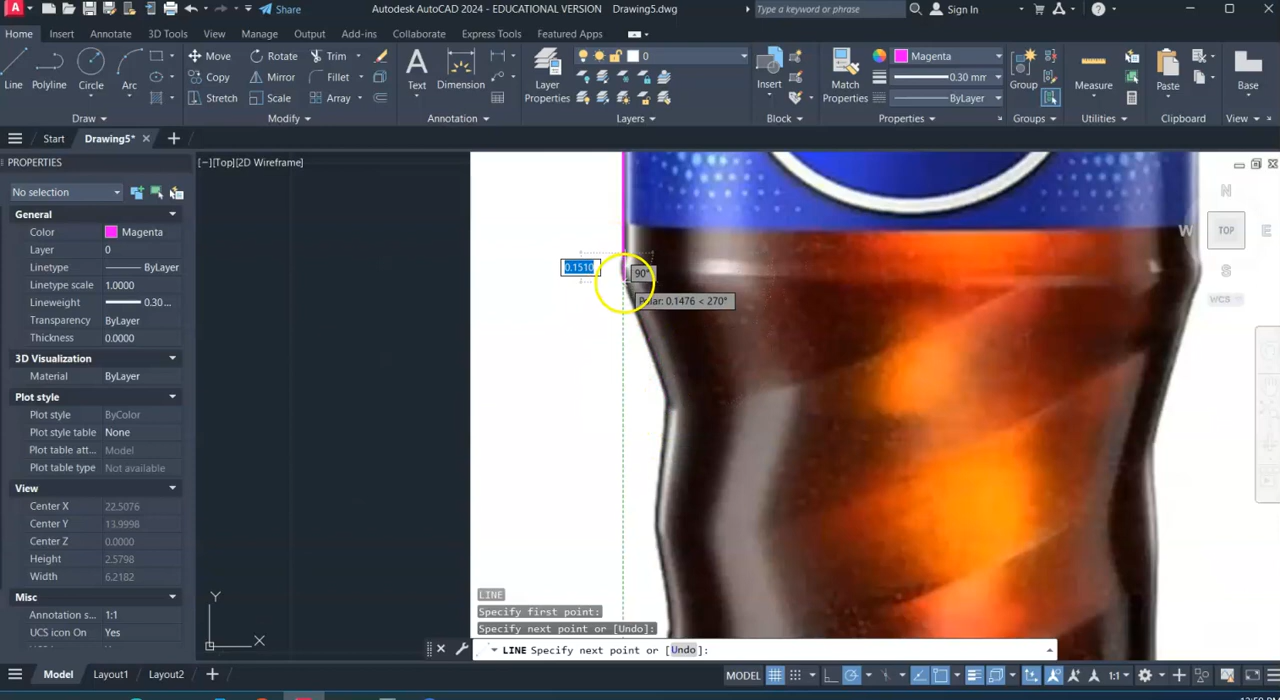 Share
Autodesk AutoCAD 2024 - EDUCATIONAL VERSION Drawing5.dwg
Type a keyword or phrase
Sign In
Home Insert Annotate 3D Tools View Manage Output Add-ins Collaborate Express Tools Featured Apps
Line Polyline Circle Arc
Move Rotate Trim
Copy Mirror Fillet
Stretch Scale Array
Text Dimension
Layer Properties
0
Insert
Match Properties
Magenta
0.30 mm
ByLayer
Group
Measure
Paste
Base
Draw Modify Annotation Layers Block Properties Groups Utilities Clipboard View
Start Drawing5*
PROPERTIES
[−][Top][2D Wireframe]
No selection
General
Color Magenta
Layer 0
Linetype ByLayer
Linetype scale 1.0000
Lineweight 0.30 ...
Transparency ByLayer
Thickness 0.0000
3D Visualization
Material ByLayer
Plot style
Plot style ByColor
Plot style table None
Plot table att... Model
Plot table type Not available
View
Center X 22.5076
Center Y 13.9998
Center Z 0.0000
Height 2.5798
Width 6.2182
Misc
Annotation s... 1:1
UCS icon On Yes
N
W TOP E
S
WCS
0.1510
90°
Polar: 0.1476 < 270°
Y
X
LINE
Specify first point:
Specify next point or [Undo]:
LINE Specify next point or [Undo]:
Model Layout1 Layout2
MODEL
1:1